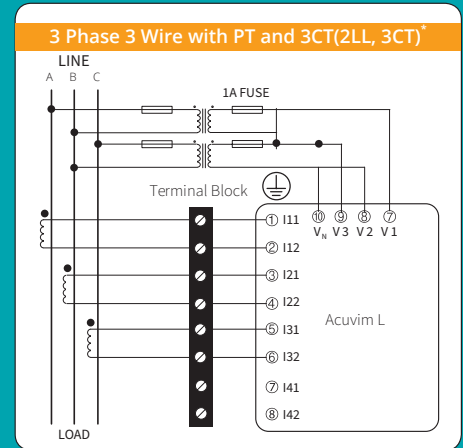 3 Phase 3 Wire with PT and 3CT(2LL, 3CT)*
LINE
A B C
1A FUSE
Terminal Block
⑩ ⑨ ⑧ ⑦
VN V3 V2 V1
① I11
② I12
③ I21
④ I22
⑤ I31
⑥ I32
⑦ I41
⑧ I42
Acuvim L
LOAD